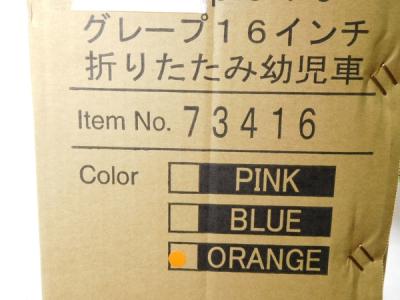 グレープ16インチ
折りたたみ幼児車
Item No. 73416
Color
PINK
BLUE
ORANGE